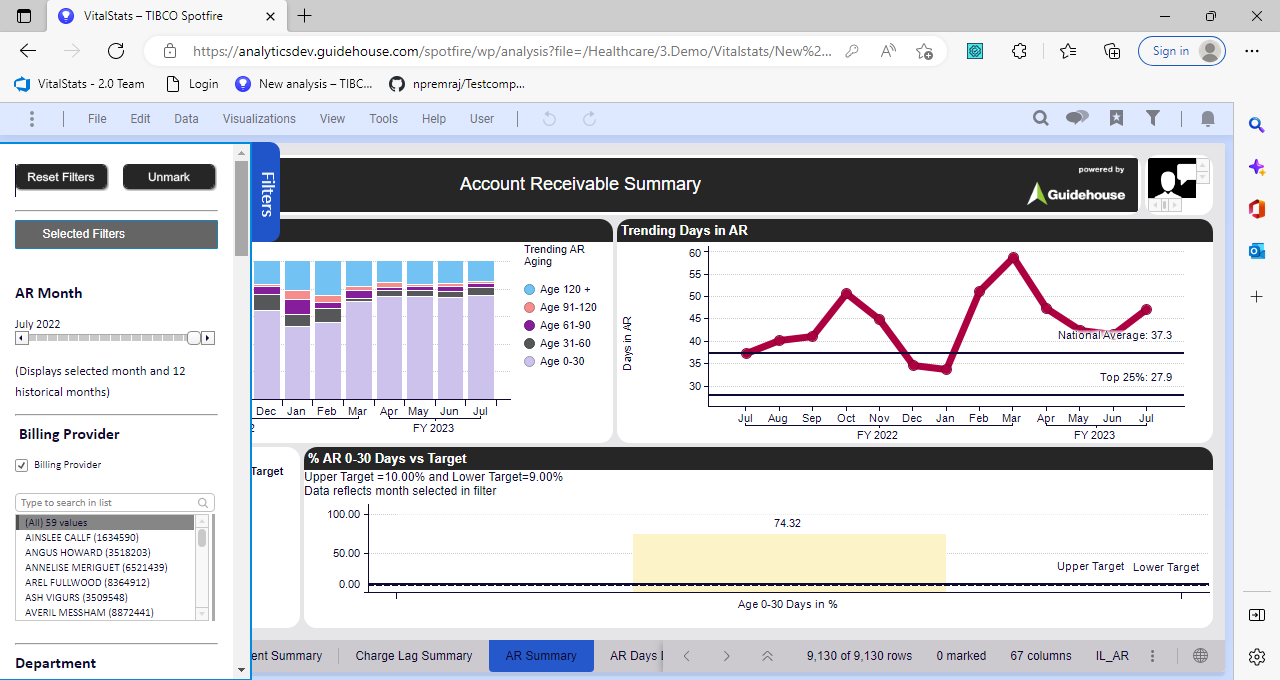 VitalStats – TIBCO Spotfire
https://analyticsdev.guidehouse.com/spotfire/wp/analysis?file=/Healthcare/3.Demo/Vitalstats/New%2...
Sign in
VitalStats - 2.0 Team
Login
New analysis – TIBC...
npremraj/Testcomp...
File Edit Data Visualizations View Tools Help User
Reset Filters
Unmark
Selected Filters
AR Month
July 2022
(Displays selected month and 12
historical months)
Billing Provider
Billing Provider
Type to search in list
(All) 59 values
AINSLEE CALLF (1634590)
ANGUS HOWARD (3518203)
ANNELISE MERIGUET (6521439)
AREL FULLWOOD (8364912)
ASH VIGURS (3509548)
AVERIL MESSHAM (8872441)
Department
Filters
Account Receivable Summary
powered by
Guidehouse
Trending AR
Aging
Age 120 +
Age 91-120
Age 61-90
Age 31-60
Age 0-30
Dec Jan Feb Mar Apr May Jun Jul
2 FY 2023
Trending Days in AR
Days in AR
60
55
50
45
40
35
30
National Average: 37.3
Top 25%: 27.9
Jul Aug Sep Oct Nov Dec Jan Feb Mar Apr May Jun Jul
FY 2022 FY 2023
Target
% AR 0-30 Days vs Target
Upper Target =10.00% and Lower Target=9.00%
Data reflects month selected in filter
100.00
50.00
0.00
74.32
Upper Target Lower Target
Age 0-30 Days in %
ent Summary
Charge Lag Summary
AR Summary
AR Days
9,130 of 9,130 rows
0 marked
67 columns
IL_AR